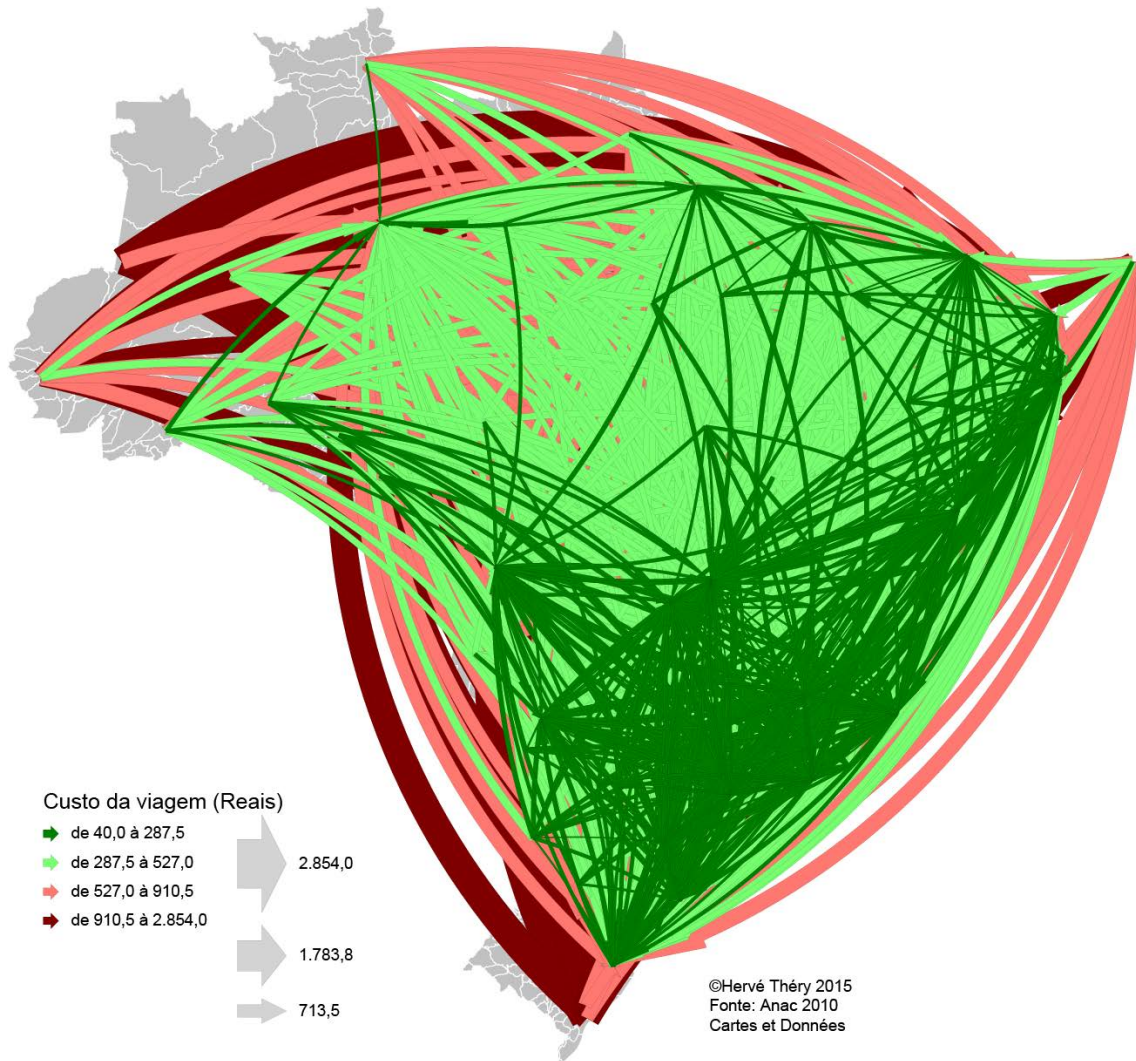 Custo da viagem (Reais)
de 40,0 à 287,5
de 287,5 à 527,0
de 527,0 à 910,5
de 910,5 à 2.854,0
2.854,0
1.783,8
713,5
©Hervé Théry 2015
Fonte: Anac 2010
Cartes et Données